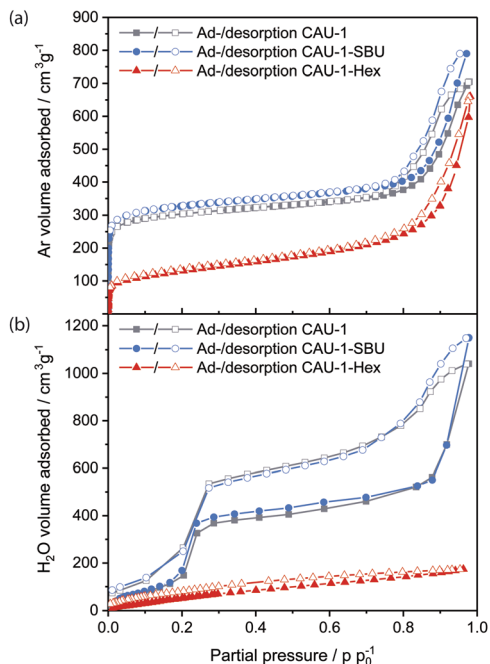 (a)
Ar volume adsorbed / cm³g⁻¹
800
700
600
500
400
300
200
100
/ Ad-/desorption CAU-1
/ Ad-/desorption CAU-1-SBU
/ Ad-/desorption CAU-1-Hex
(b)
H₂O volume adsorbed / cm³g⁻¹
1200
1000
800
600
400
200
0
/ Ad-/desorption CAU-1
/ Ad-/desorption CAU-1-SBU
/ Ad-/desorption CAU-1-Hex
0.0 0.2 0.4 0.6 0.8 1.0
Partial pressure / p p₀⁻¹